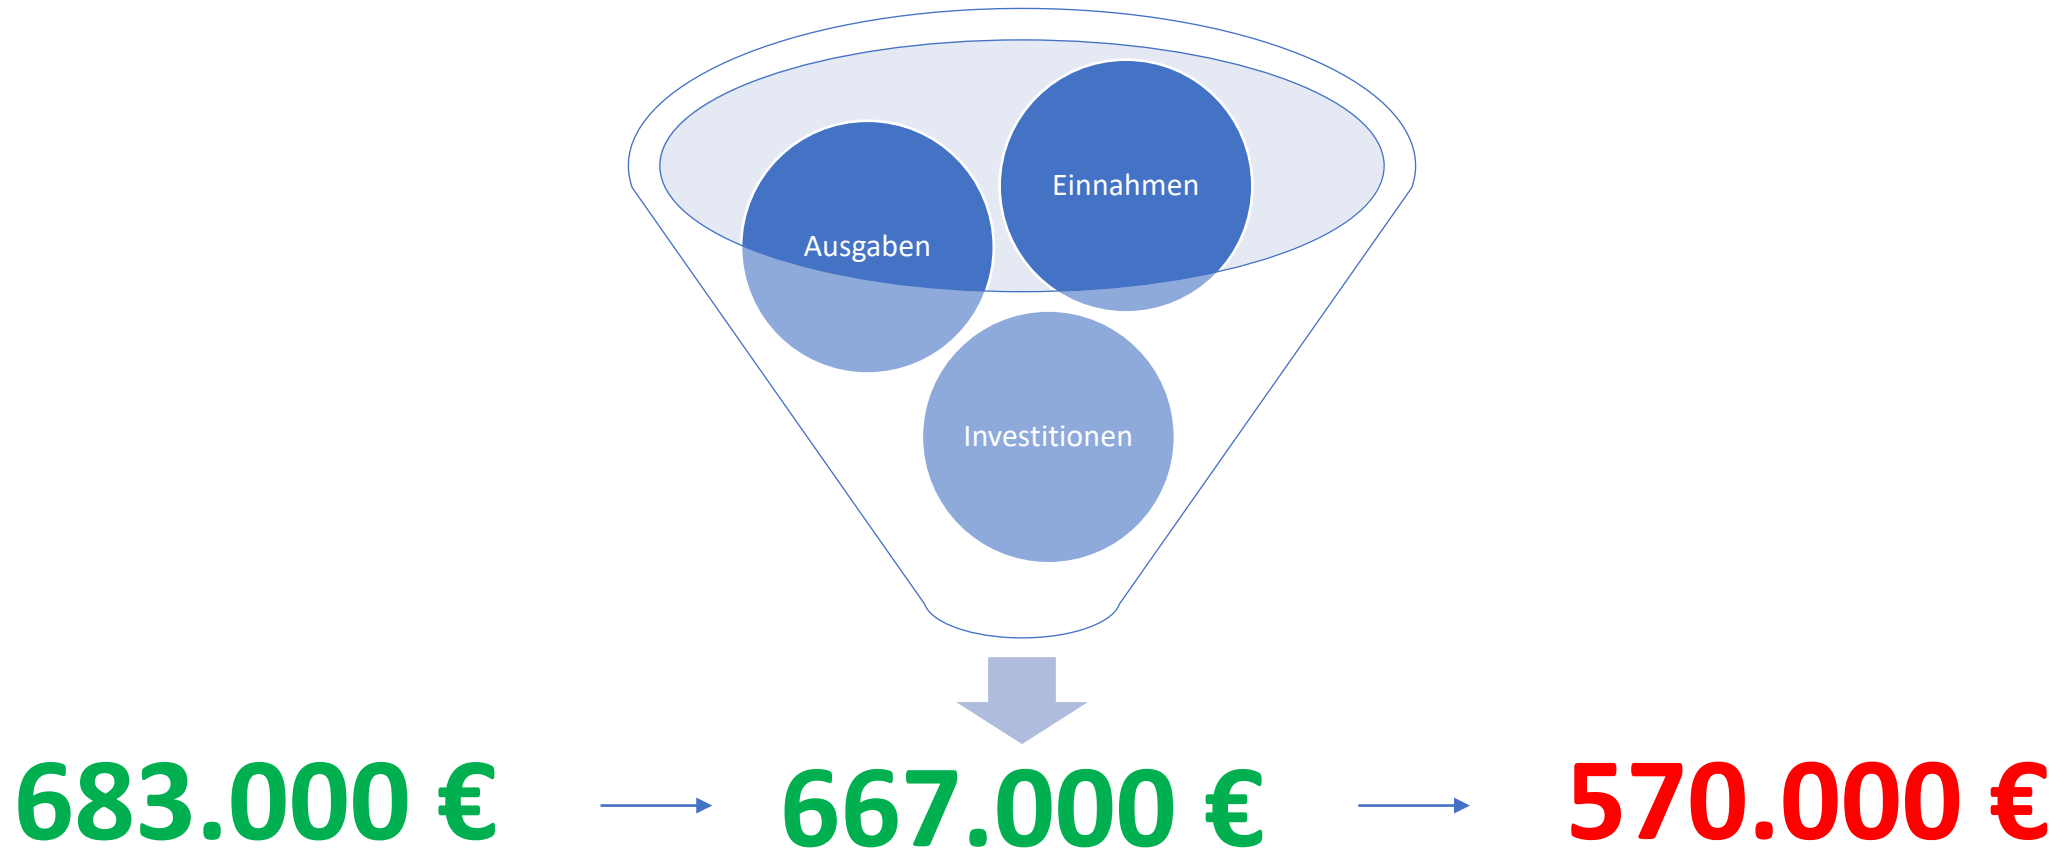 Einnahmen
Ausgaben
Investitionen
683.000 €
667.000 €
570.000 €